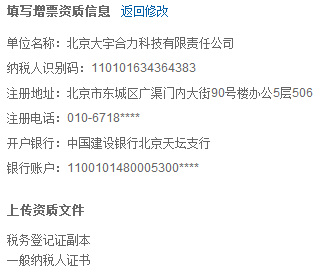 填写增票资质信息 返回修改
单位名称：北京大宇合力科技有限责任公司
纳税人识别码：110101634364383
注册地址：北京市东城区广渠门内大街90号楼办公5层506
注册电话：010-6718****
开户银行：中国建设银行北京天坛支行
银行账户：1100101480005300****
上传资质文件
税务登记证副本
一般纳税人证书